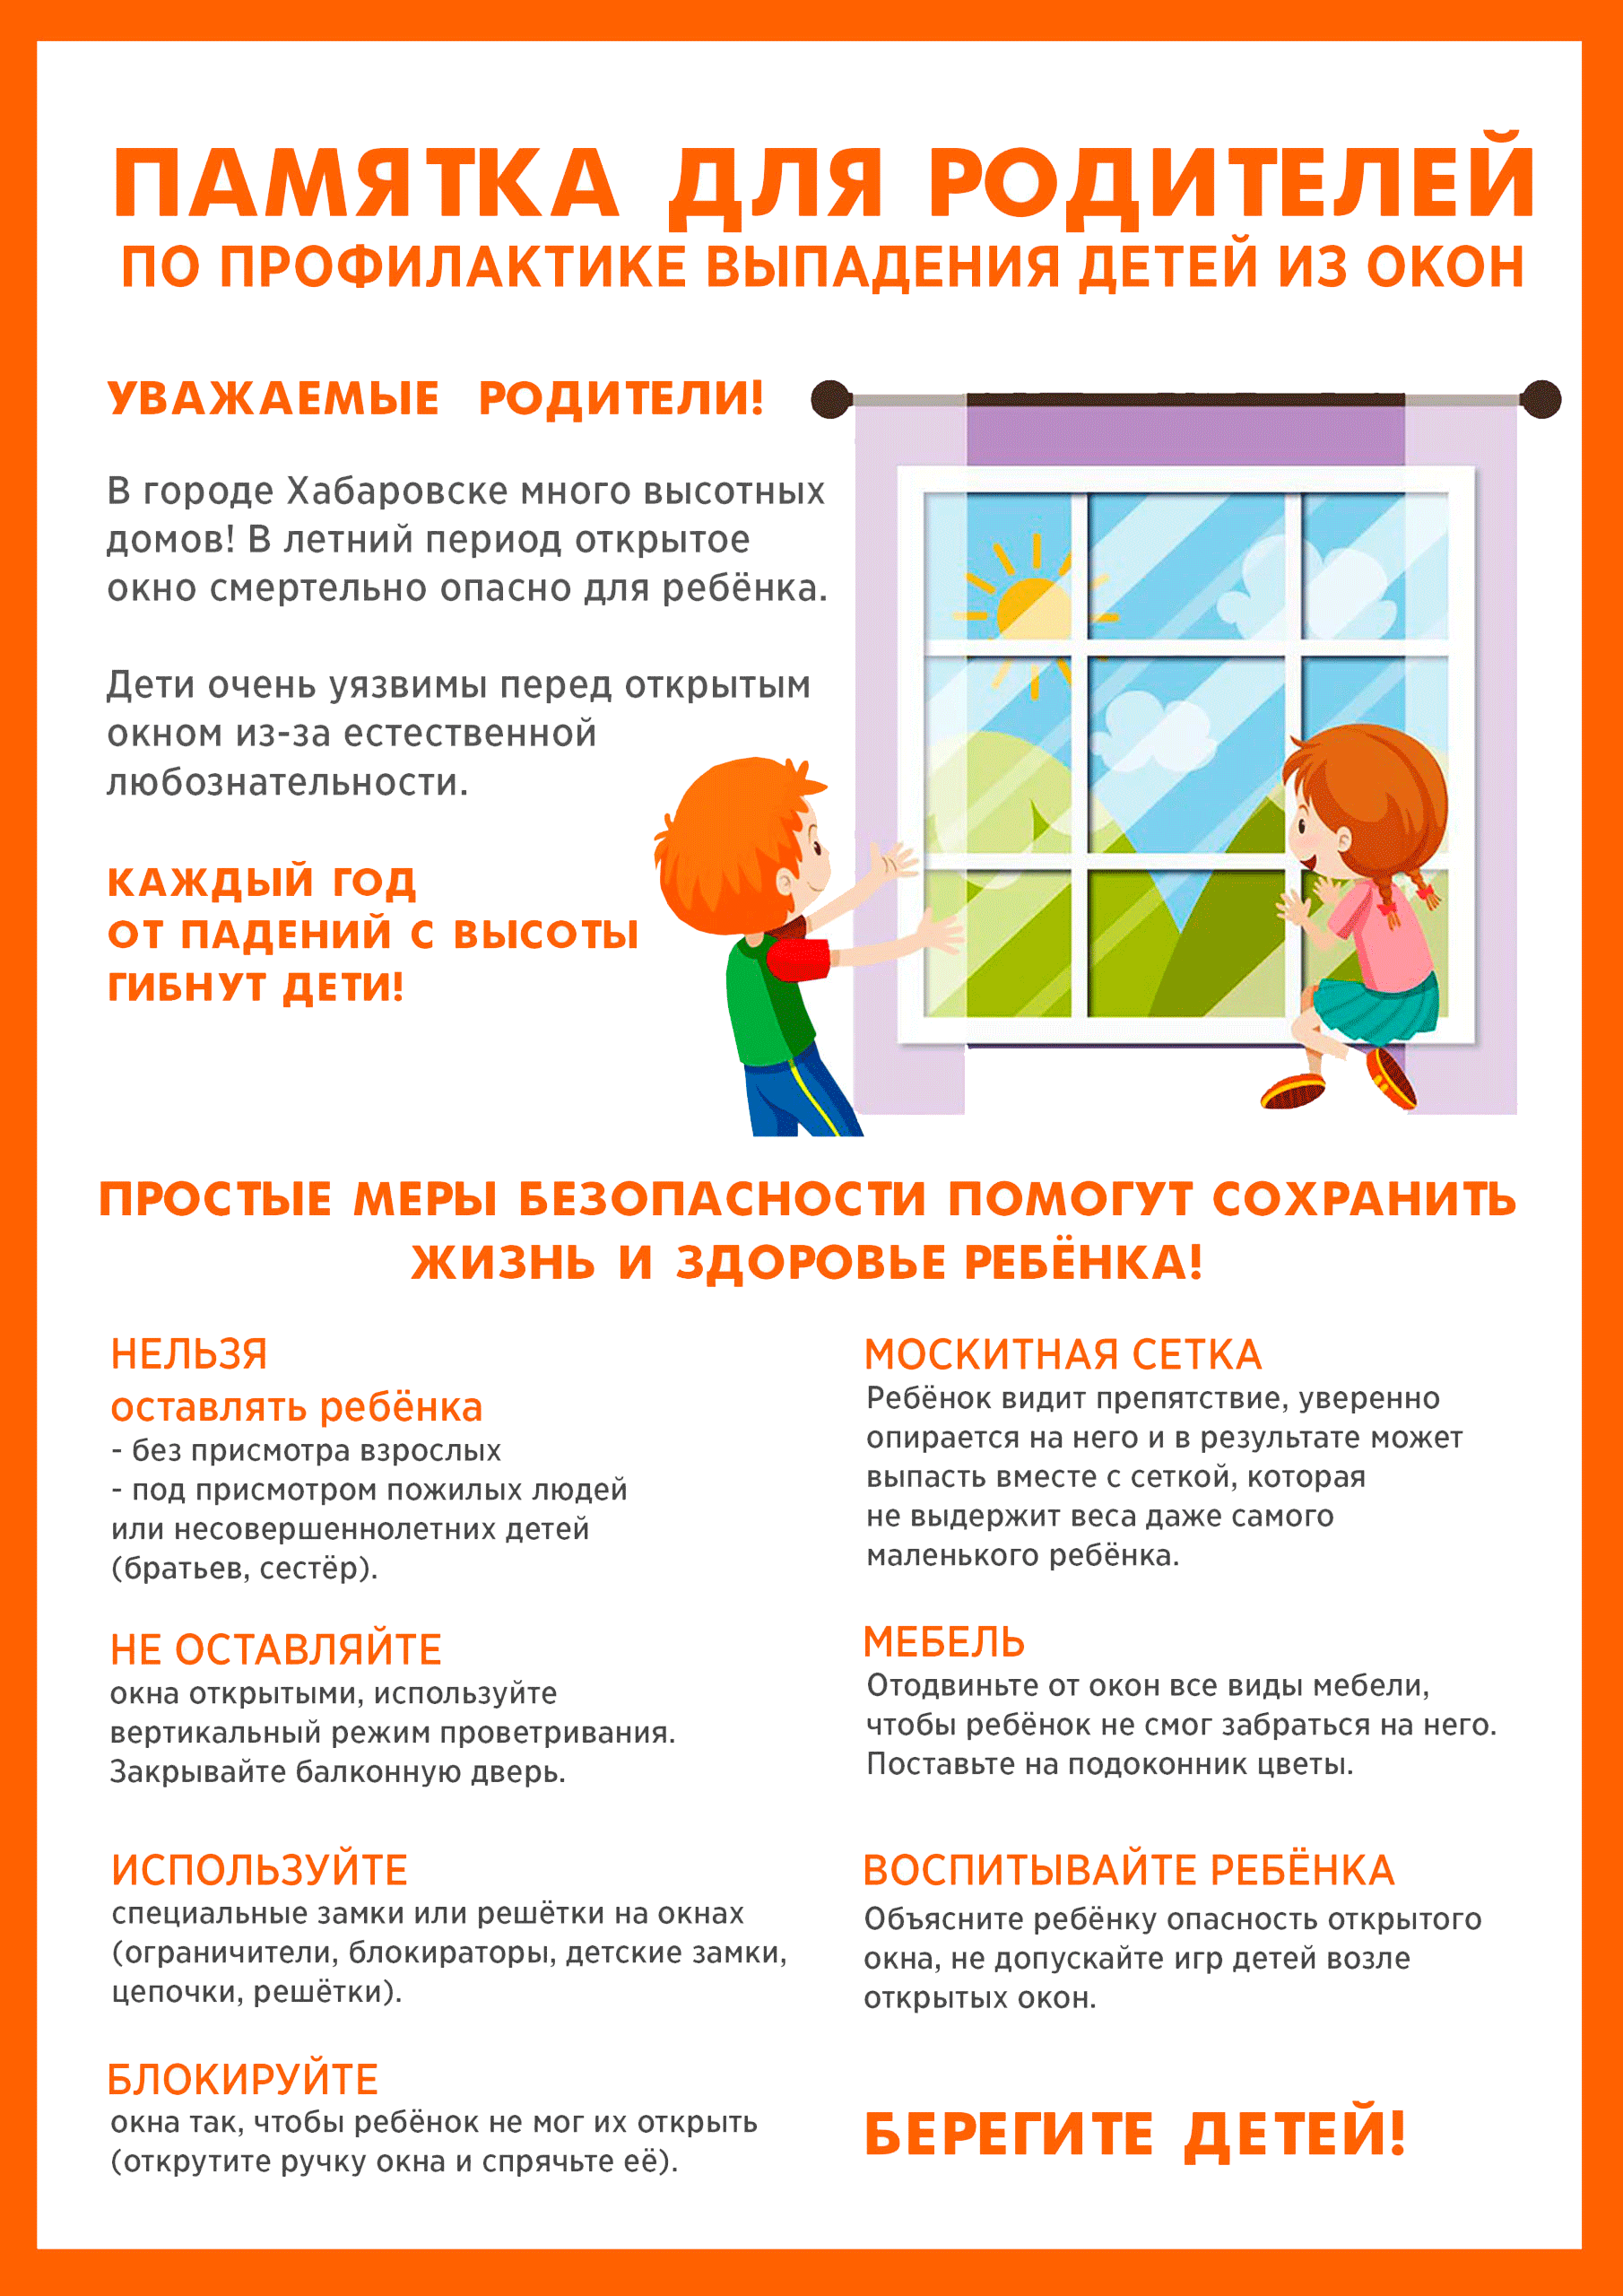 ПАМЯТКА ДЛЯ РОДИТЕЛЕЙ
ПО ПРОФИЛАКТИКЕ ВЫПАДЕНИЯ ДЕТЕЙ ИЗ ОКОН
УВАЖАЕМЫЕ РОДИТЕЛИ!
В городе Хабаровске много высотных
домов! В летний период открытое
окно смертельно опасно для ребёнка.
Дети очень уязвимы перед открытым
окном из-за естественной
любознательности.
КАЖДЫЙ ГОД
ОТ ПАДЕНИЙ С ВЫСОТЫ
ГИБНУТ ДЕТИ!
ПРОСТЫЕ МЕРЫ БЕЗОПАСНОСТИ ПОМОГУТ СОХРАНИТЬ
ЖИЗНЬ И ЗДОРОВЬЕ РЕБЁНКА!
НЕЛЬЗЯ
оставлять ребёнка
- без присмотра взрослых
- под присмотром пожилых людей
или несовершеннолетних детей
(братьев, сестёр).
НЕ ОСТАВЛЯЙТЕ
окна открытыми, используйте
вертикальный режим проветривания.
Закрывайте балконную дверь.
ИСПОЛЬЗУЙТЕ
специальные замки или решётки на окнах
(ограничители, блокираторы, детские замки,
цепочки, решётки).
БЛОКИРУЙТЕ
окна так, чтобы ребёнок не мог их открыть
(открутите ручку окна и спрячьте её).
МОСКИТНАЯ СЕТКА
Ребёнок видит препятствие, уверенно
опирается на него и в результате может
выпасть вместе с сеткой, которая
не выдержит веса даже самого
маленького ребёнка.
МЕБЕЛЬ
Отодвиньте от окон все виды мебели,
чтобы ребёнок не смог забраться на него.
Поставьте на подоконник цветы.
ВОСПИТЫВАЙТЕ РЕБЁНКА
Объясните ребёнку опасность открытого
окна, не допускайте игр детей возле
открытых окон.
БЕРЕГИТЕ ДЕТЕЙ!